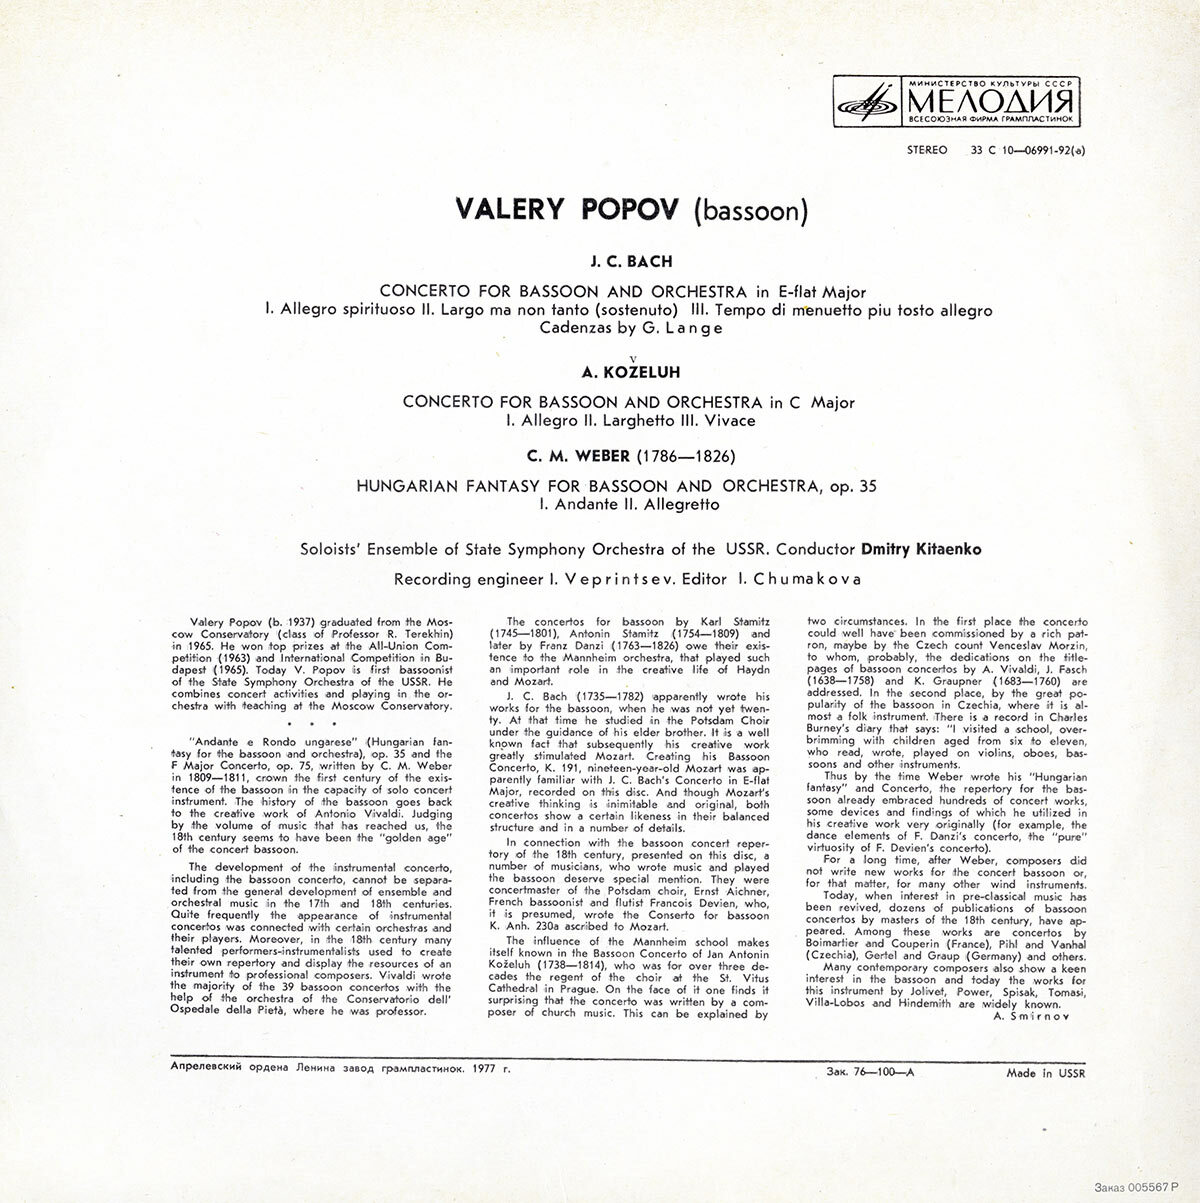 МИНИСТЕРСТВО КУЛЬТУРЫ СССР
МЕЛОДИЯ
ВСЕСОЮЗНАЯ ФИРМА ГРАМПЛАСТИНОК
STEREO 33 C 10—06991-92(a)
VALERY POPOV (bassoon)
J. C. BACH
CONCERTO FOR BASSOON AND ORCHESTRA in E-flat Major
I. Allegro spirituoso II. Largo ma non tanto (sostenuto) III. Tempo di menuetto piu tosto allegro
Cadenzas by G. Lange
A. KOŽELUH
CONCERTO FOR BASSOON AND ORCHESTRA in C Major
I. Allegro II. Larghetto III. Vivace
C. M. WEBER (1786—1826)
HUNGARIAN FANTASY FOR BASSOON AND ORCHESTRA, op. 35
I. Andante II. Allegretto
Soloists' Ensemble of State Symphony Orchestra of the USSR. Conductor Dmitry Kitaenko
Recording engineer I. Veprintsev. Editor I. Chumakova
Valery Popov (b. 1937) graduated from the Mos-
cow Conservatory (class of Professor R. Terekhin)
in 1965. He won top prizes at the All-Union Com-
petition (1963) and International Competition in Bu-
dapest (1965). Today V. Popov is first bassoonist
of the State Symphony Orchestra of the USSR. He
combines concert activities and playing in the or-
chestra with teaching at the Moscow Conservatory.
* * *
"Andante e Rondo ungarese" (Hungarian fan-
tasy for the bassoon and orchestra), op. 35 and the
F Major Concerto, op. 75, written by C. M. Weber
in 1809—1811, crown the first century of the exis-
tence of the bassoon in the capacity of solo concert
instrument. The history of the bassoon goes back
to the creative work of Antonio Vivaldi. Judging
by the volume of music that has reached us, the
18th century seems to have been the "golden age"
of the concert bassoon.
The development of the instrumental concerto,
including the bassoon concerto, cannot be separa-
ted from the general development of ensemble and
orchestral music in the 17th and 18th centuries.
Quite frequently the appearance of instrumental
concertos was connected with certain orchestras and
their players. Moreover, in the 18th century many
talented performers-instrumentalists used to create
their own repertory and display the resources of an
instrument to professional composers. Vivaldi wrote
the majority of the 39 bassoon concertos with the
help of the orchestra of the Conservatorio dell'
Ospedale della Pietà, where he was professor.
The concertos for bassoon by Karl Stamitz
(1745—1801), Antonin Stamitz (1754—1809) and
later by Franz Danzi (1763—1826) owe their exis-
tence to the Mannheim orchestra, that played such
an important role in the creative life of Haydn
and Mozart.
J. C. Bach (1735—1782) apparently wrote his
works for the bassoon, when he was not yet twen-
ty. At that time he studied in the Potsdam Choir
under the guidance of his elder brother. It is a well
known fact that subsequently his creative work
greatly stimulated Mozart. Creating his Bassoon
Concerto, K. 191, nineteen-year-old Mozart was ap-
parently familiar with J. C. Bach's Concerto in E-flat
Major, recorded on this disc. And though Mozart's
creative thinking is inimitable and original, both
concertos show a certain likeness in their balanced
structure and in a number of details.
In connection with the bassoon concert reper-
tory of the 18th century, presented on this disc, a
number of musicians, who wrote music and played
the bassoon deserve special mention. They were
concertmaster of the Potsdam choir, Ernst Aichner,
French bassoonist and flutist Francois Devien, who,
it is presumed, wrote the Conserto for bassoon
K. Anh. 230a ascribed to Mozart.
The influence of the Mannheim school makes
itself known in the Bassoon Concerto of Jan Antonin
Koželuh (1738—1814), who was for over three de-
cades the regent of the choir at the St. Vitus
Cathedral in Prague. On the face of it one finds it
surprising that the concerto was written by a com-
poser of church music. This can be explained by
two circumstances. In the first place the concerto
could well have been commissioned by a rich pat-
ron, maybe by the Czech count Venceslav Morzin,
to whom, probably, the dedications on the title-
pages of bassoon concertos by A. Vivaldi, J. Fasch
(1638—1758) and K. Graupner (1683—1760) are
addressed. In the second place, by the great po-
pularity of the bassoon in Czechia, where it is al-
most a folk instrument. There is a record in Charles
Burney's diary that says: "I visited a school, over-
brimming with children aged from six to eleven,
who read, wrote, played on violins, oboes, bas-
soons and other instruments.
Thus by the time Weber wrote his "Hungarian
fantasy" and Concerto, the repertory for the bas-
soon already embraced hundreds of concert works,
some devices and findings of which he utilized in
his creative work very originally (for example, the
dance elements of F. Danzi's concerto, the "pure"
virtuosity of F. Devien's concerto).
For a long time, after Weber, composers did
not write new works for the concert bassoon or,
for that matter, for many other wind instruments.
Today, when interest in pre-classical music has
been revived, dozens of publications of bassoon
concertos by masters of the 18th century, have ap-
peared. Among these works are concertos by
Boimartier and Couperin (France), Pihl and Vanhal
(Czechia), Gertel and Graup (Germany) and others.
Many contemporary composers also show a keen
interest in the bassoon and today the works for
this instrument by Jolivet, Power, Spisak, Tomasi,
Villa-Lobos and Hindemith are widely known.
A. Smirnov
Апрелевский ордена Ленина завод грампластинок. 1977 г.
Зак. 76—100—А
Made in USSR
Заказ 005567 Р